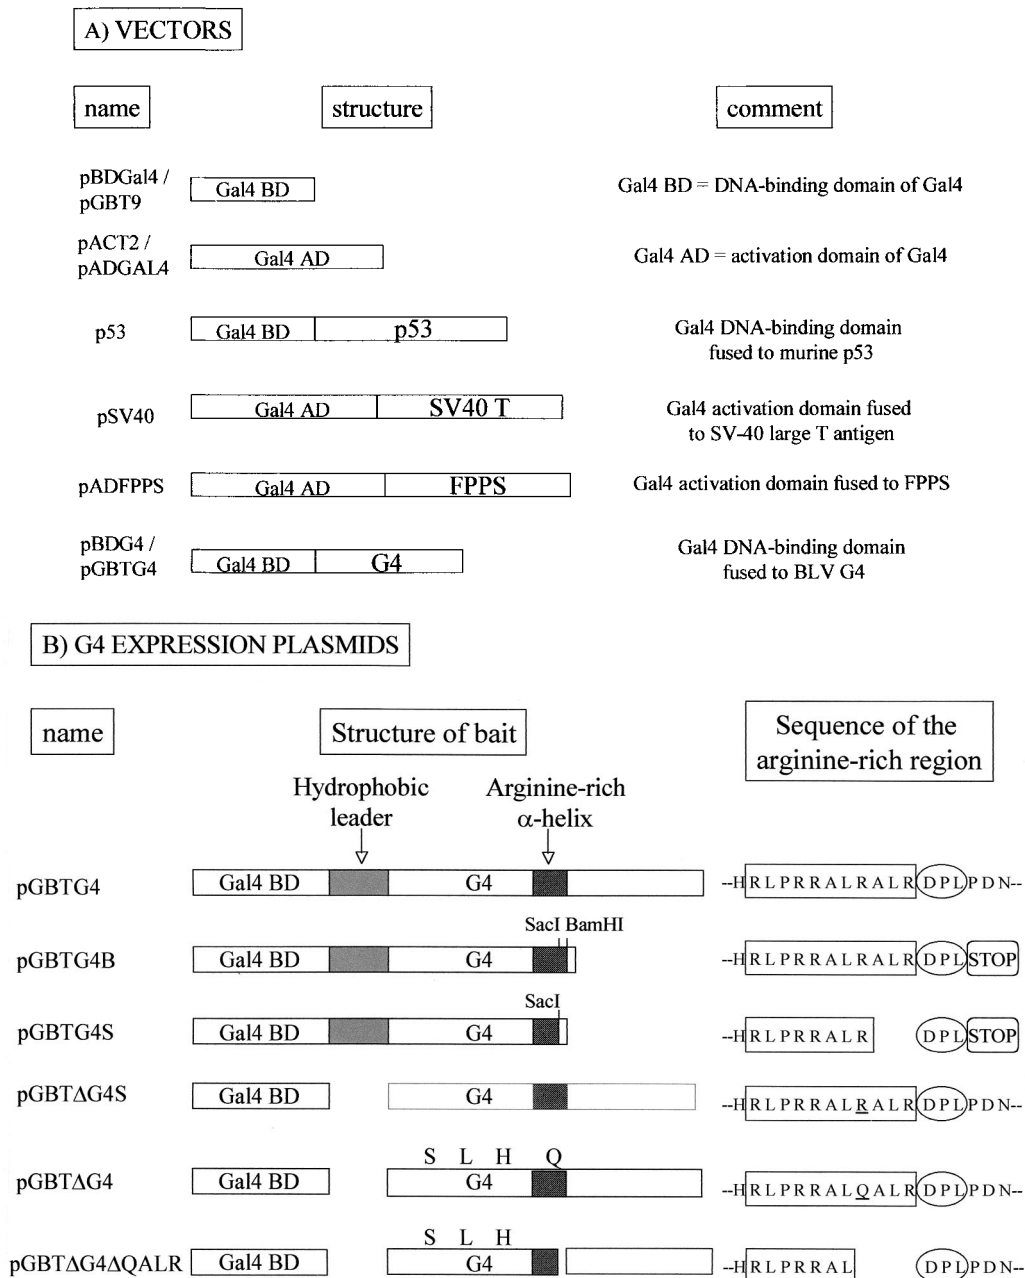 A) VECTORS
name structure comment
pBDGal4 /
pGBT9
Gal4 BD
Gal4 BD = DNA-binding domain of Gal4
pACT2 /
pADGAL4
Gal4 AD
Gal4 AD = activation domain of Gal4
p53
Gal4 BD p53
Gal4 DNA-binding domain
fused to murine p53
pSV40
Gal4 AD SV40 T
Gal4 activation domain fused
to SV-40 large T antigen
pADFPPS
Gal4 AD FPPS
Gal4 activation domain fused to FPPS
pBDG4 /
pGBTG4
Gal4 BD G4
Gal4 DNA-binding domain
fused to BLV G4
B) G4 EXPRESSION PLASMIDS
name
Structure of bait
Sequence of the
arginine-rich region
Hydrophobic
leader
Arginine-rich
α-helix
pGBTG4 Gal4 BD G4 --HRLPRRALRALRDPLPDN--
SacI BamHI
pGBTG4B Gal4 BD G4 --HRLPRRALRALRDPLSTOP
SacI
pGBTG4S Gal4 BD G4 --HRLPRRALR DPLSTOP
pGBTΔG4S Gal4 BD G4 --HRLPRRALRALRDPLPDN--
S L H Q
pGBTΔG4 Gal4 BD G4 --HRLPRRALQALRDPLPDN--
S L H
pGBTΔG4ΔQALR Gal4 BD G4 --HRLPRRAL DPLPDN--